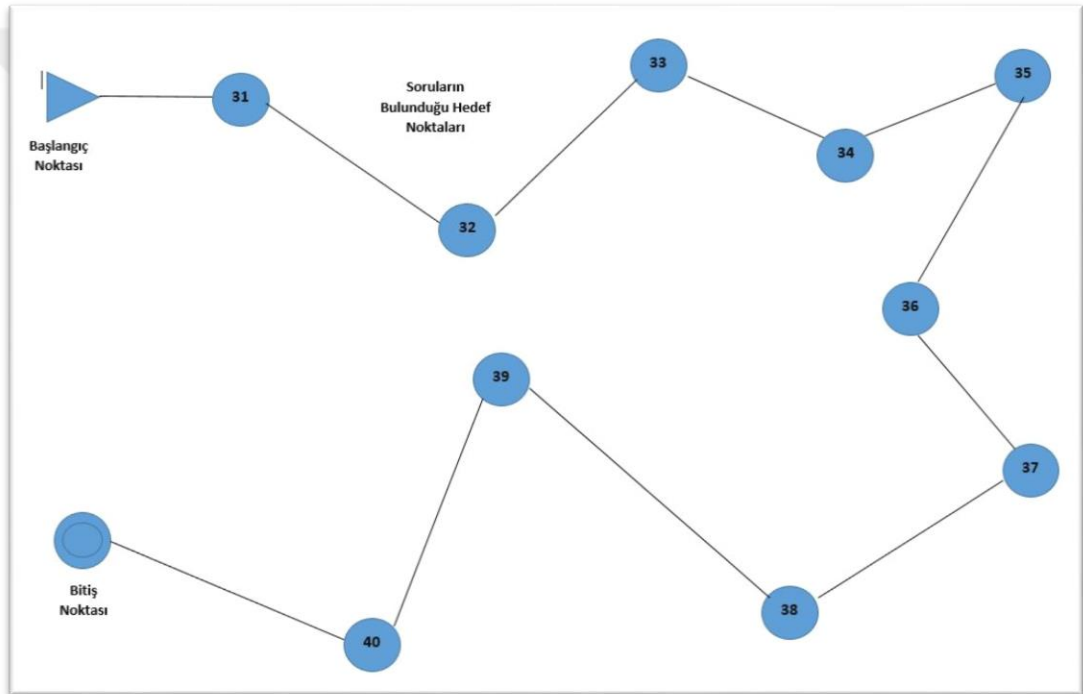 31
Başlangıç
Noktası
Soruların
Bulunduğu Hedef
Noktaları
32
33
34
35
36
37
38
39
40
Bitiş
Noktası